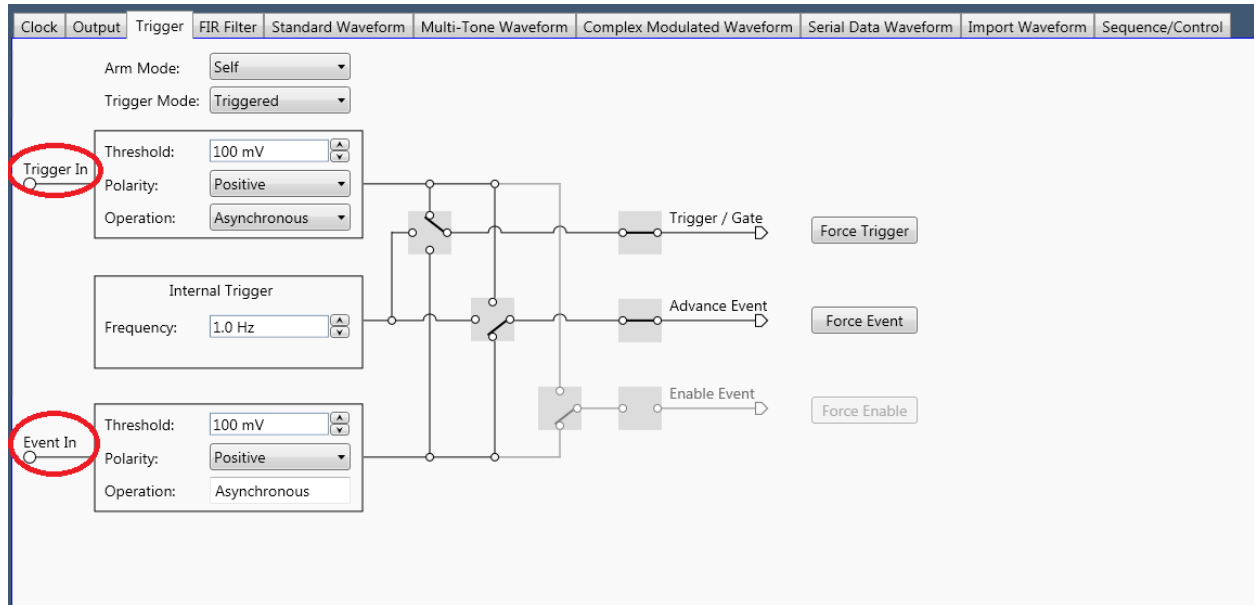 Clock Output Trigger FIR Filter Standard Waveform Multi-Tone Waveform Complex Modulated Waveform Serial Data Waveform Import Waveform Sequence/Control
Arm Mode: Self
Trigger Mode: Triggered
Trigger In
Threshold: 100 mV
Polarity: Positive
Operation: Asynchronous
Trigger / Gate
Force Trigger
Internal Trigger
Frequency: 1.0 Hz
Advance Event
Force Event
Enable Event
Force Enable
Event In
Threshold: 100 mV
Polarity: Positive
Operation: Asynchronous